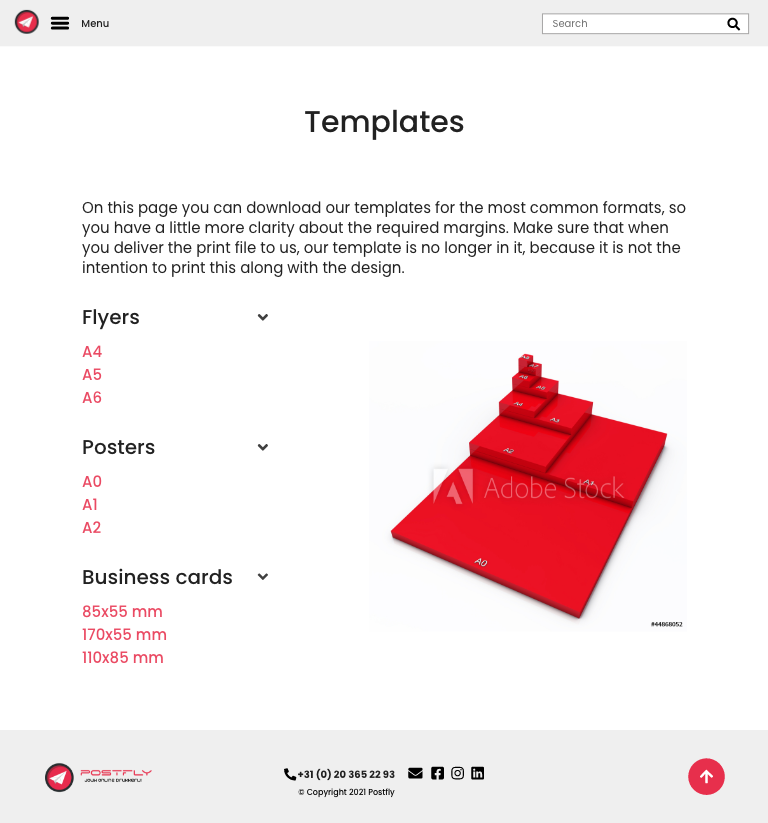 Menu
Search
Templates
On this page you can download our templates for the most common formats, so
you have a little more clarity about the required margins. Make sure that when
you deliver the print file to us, our template is no longer in it, because it is not the
intention to print this along with the design.
Flyers
A4
A5
A6
Posters
A0
A1
A2
Business cards
85x55 mm
170x55 mm
110x85 mm
A6
A5
A4
A3
A2
Adobe Stock
A0
#44868052
POSTFLY
JOUW ONLINE DRUKKERIJ
+31 (0) 20 365 22 93
© Copyright 2021 Postfly